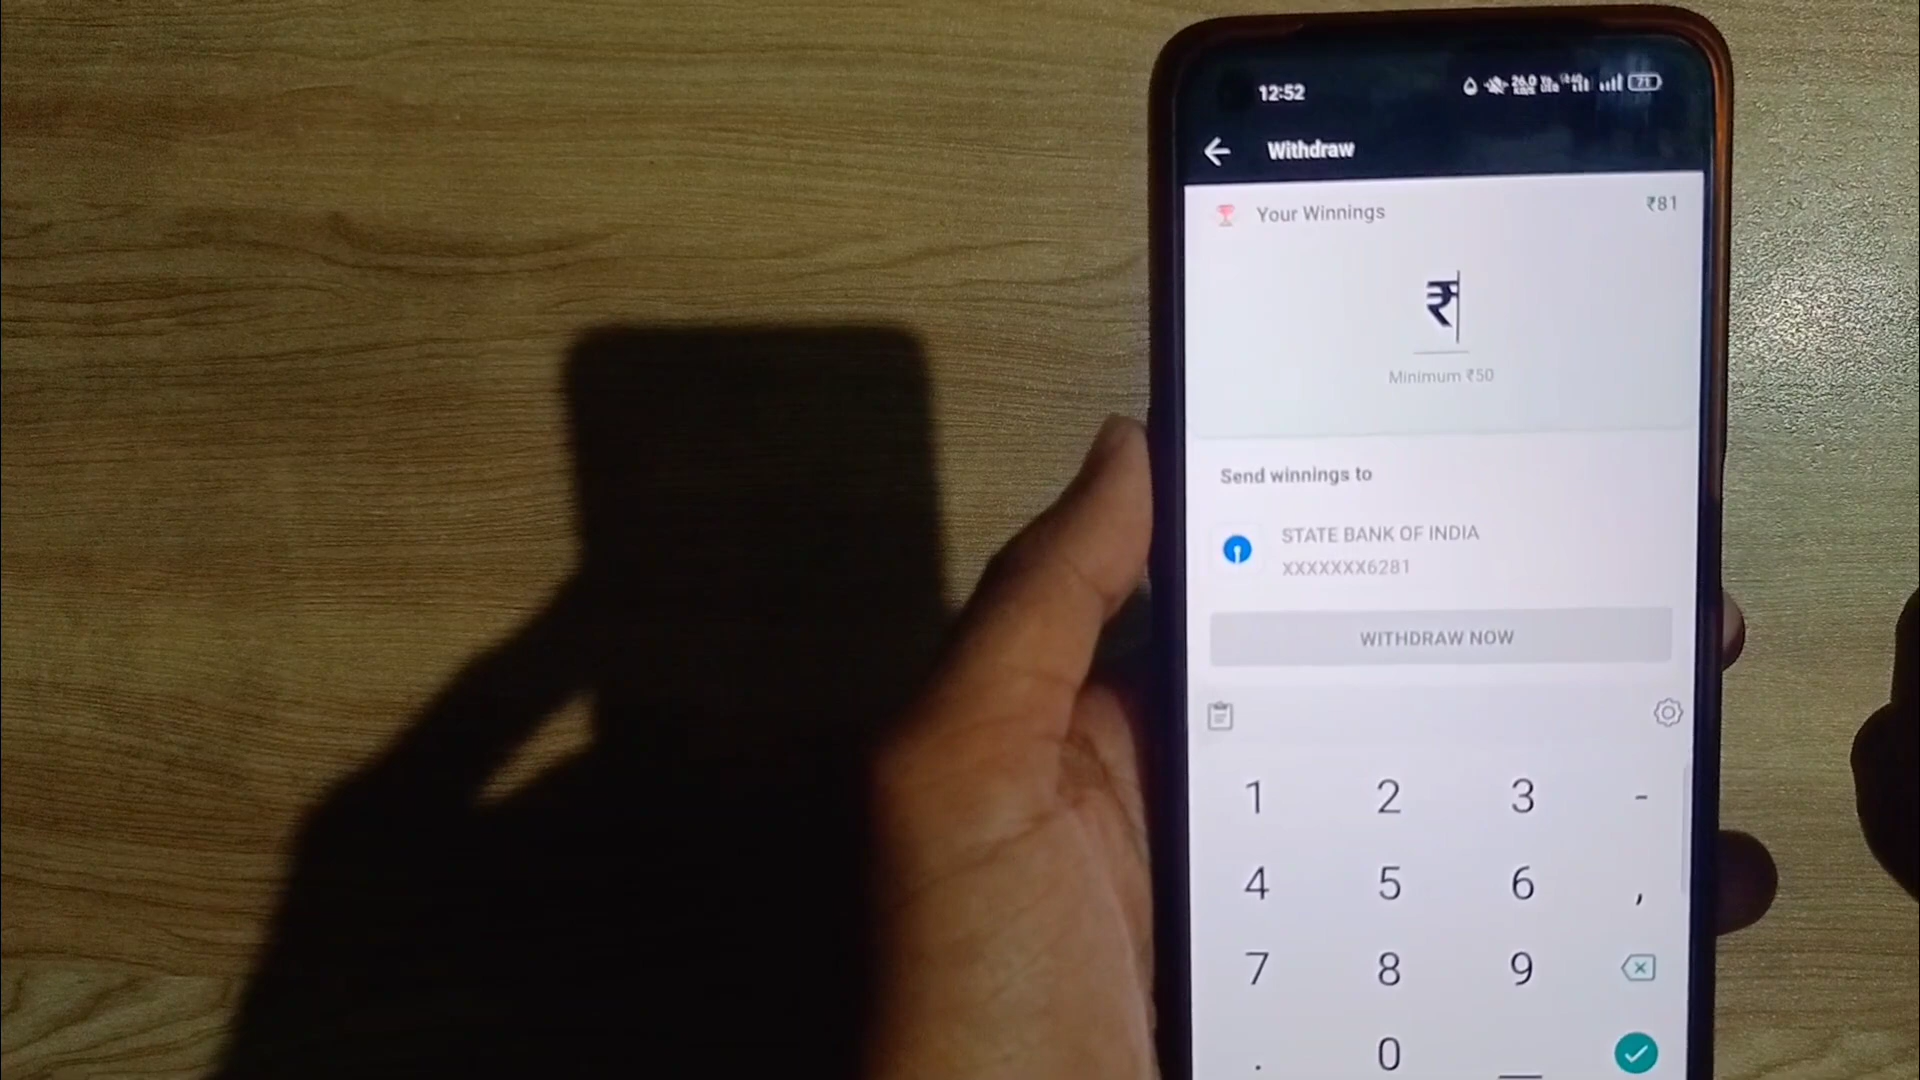 12:52
71
Withdraw
Your Winnings ₹81
₹
Minimum ₹50
Send winnings to
STATE BANK OF INDIA
XXXXXXX6281
WITHDRAW NOW
1 2 3 -
4 5 6 ,
7 8 9
. 0